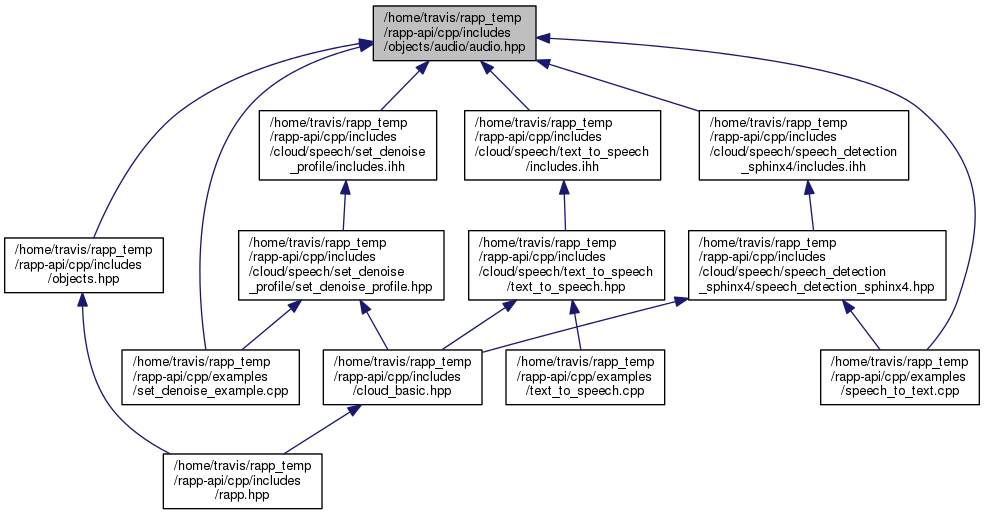 /home/travis/rapp_temp
/rapp-api/cpp/includes
/objects/audio/audio.hpp
/home/travis/rapp_temp
/rapp-api/cpp/includes
/cloud/speech/set_denoise
_profile/includes.ihh
/home/travis/rapp_temp
/rapp-api/cpp/includes
/cloud/speech/text_to_speech
/includes.ihh
/home/travis/rapp_temp
/rapp-api/cpp/includes
/cloud/speech/speech_detection
_sphinx4/includes.ihh
/home/travis/rapp_temp
/rapp-api/cpp/includes
/objects.hpp
/home/travis/rapp_temp
/rapp-api/cpp/includes
/cloud/speech/set_denoise
_profile/set_denoise_profile.hpp
/home/travis/rapp_temp
/rapp-api/cpp/includes
/cloud/speech/text_to_speech
/text_to_speech.hpp
/home/travis/rapp_temp
/rapp-api/cpp/includes
/cloud/speech/speech_detection
_sphinx4/speech_detection_sphinx4.hpp
/home/travis/rapp_temp
/rapp-api/cpp/examples
/set_denoise_example.cpp
/home/travis/rapp_temp
/rapp-api/cpp/includes
/cloud_basic.hpp
/home/travis/rapp_temp
/rapp-api/cpp/examples
/text_to_speech.cpp
/home/travis/rapp_temp
/rapp-api/cpp/examples
/speech_to_text.cpp
/home/travis/rapp_temp
/rapp-api/cpp/includes
/rapp.hpp